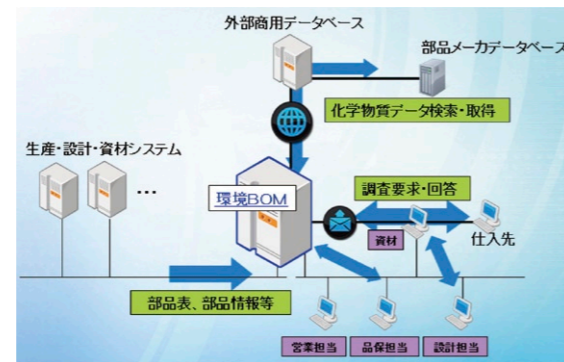 外部商用データベース
部品メーカデータベース
化学物質データ検索・取得
生産・設計・資材システム
…
環境BOM
調査要求・回答
資材
仕入先
部品表、部品情報等
営業担当
品保担当
設計担当